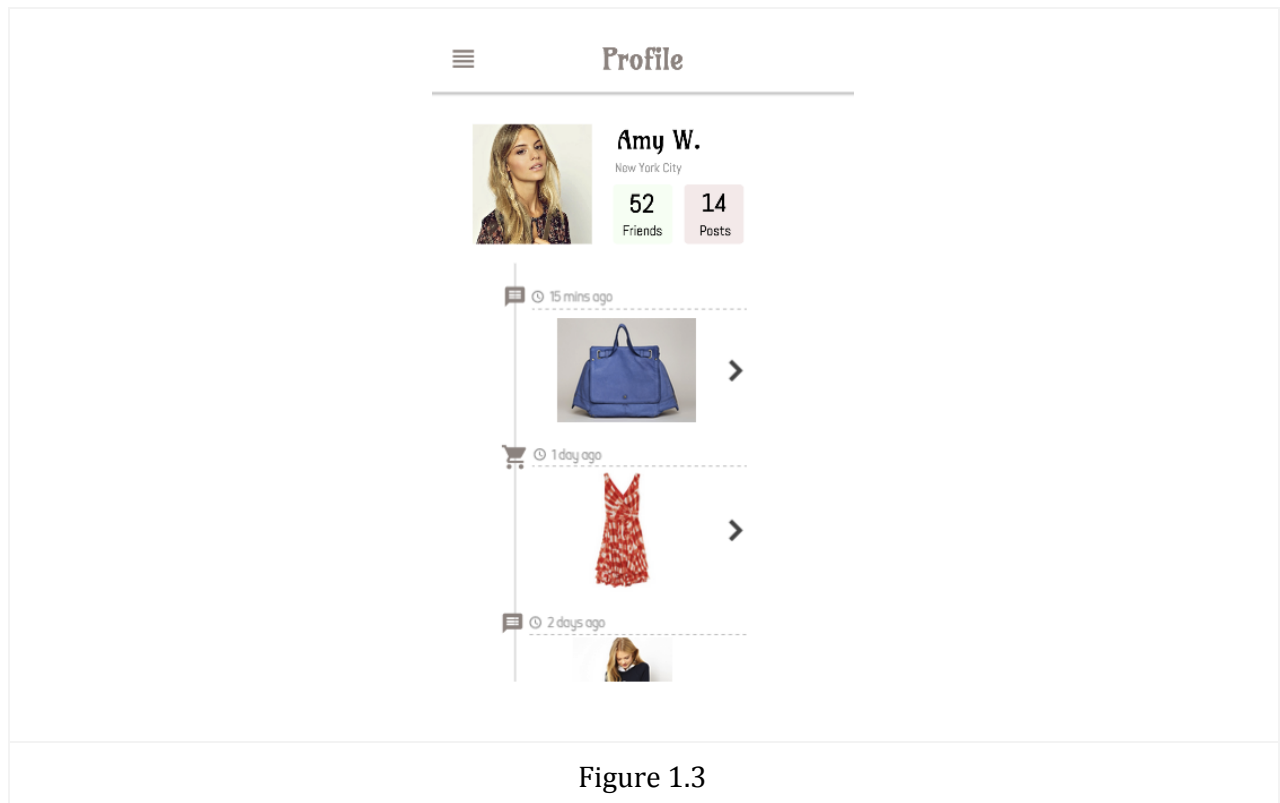 Profile
Amy W.
New York City
52 14
Friends Posts
15 mins ago
1 day ago
2 days ago
Figure 1.3